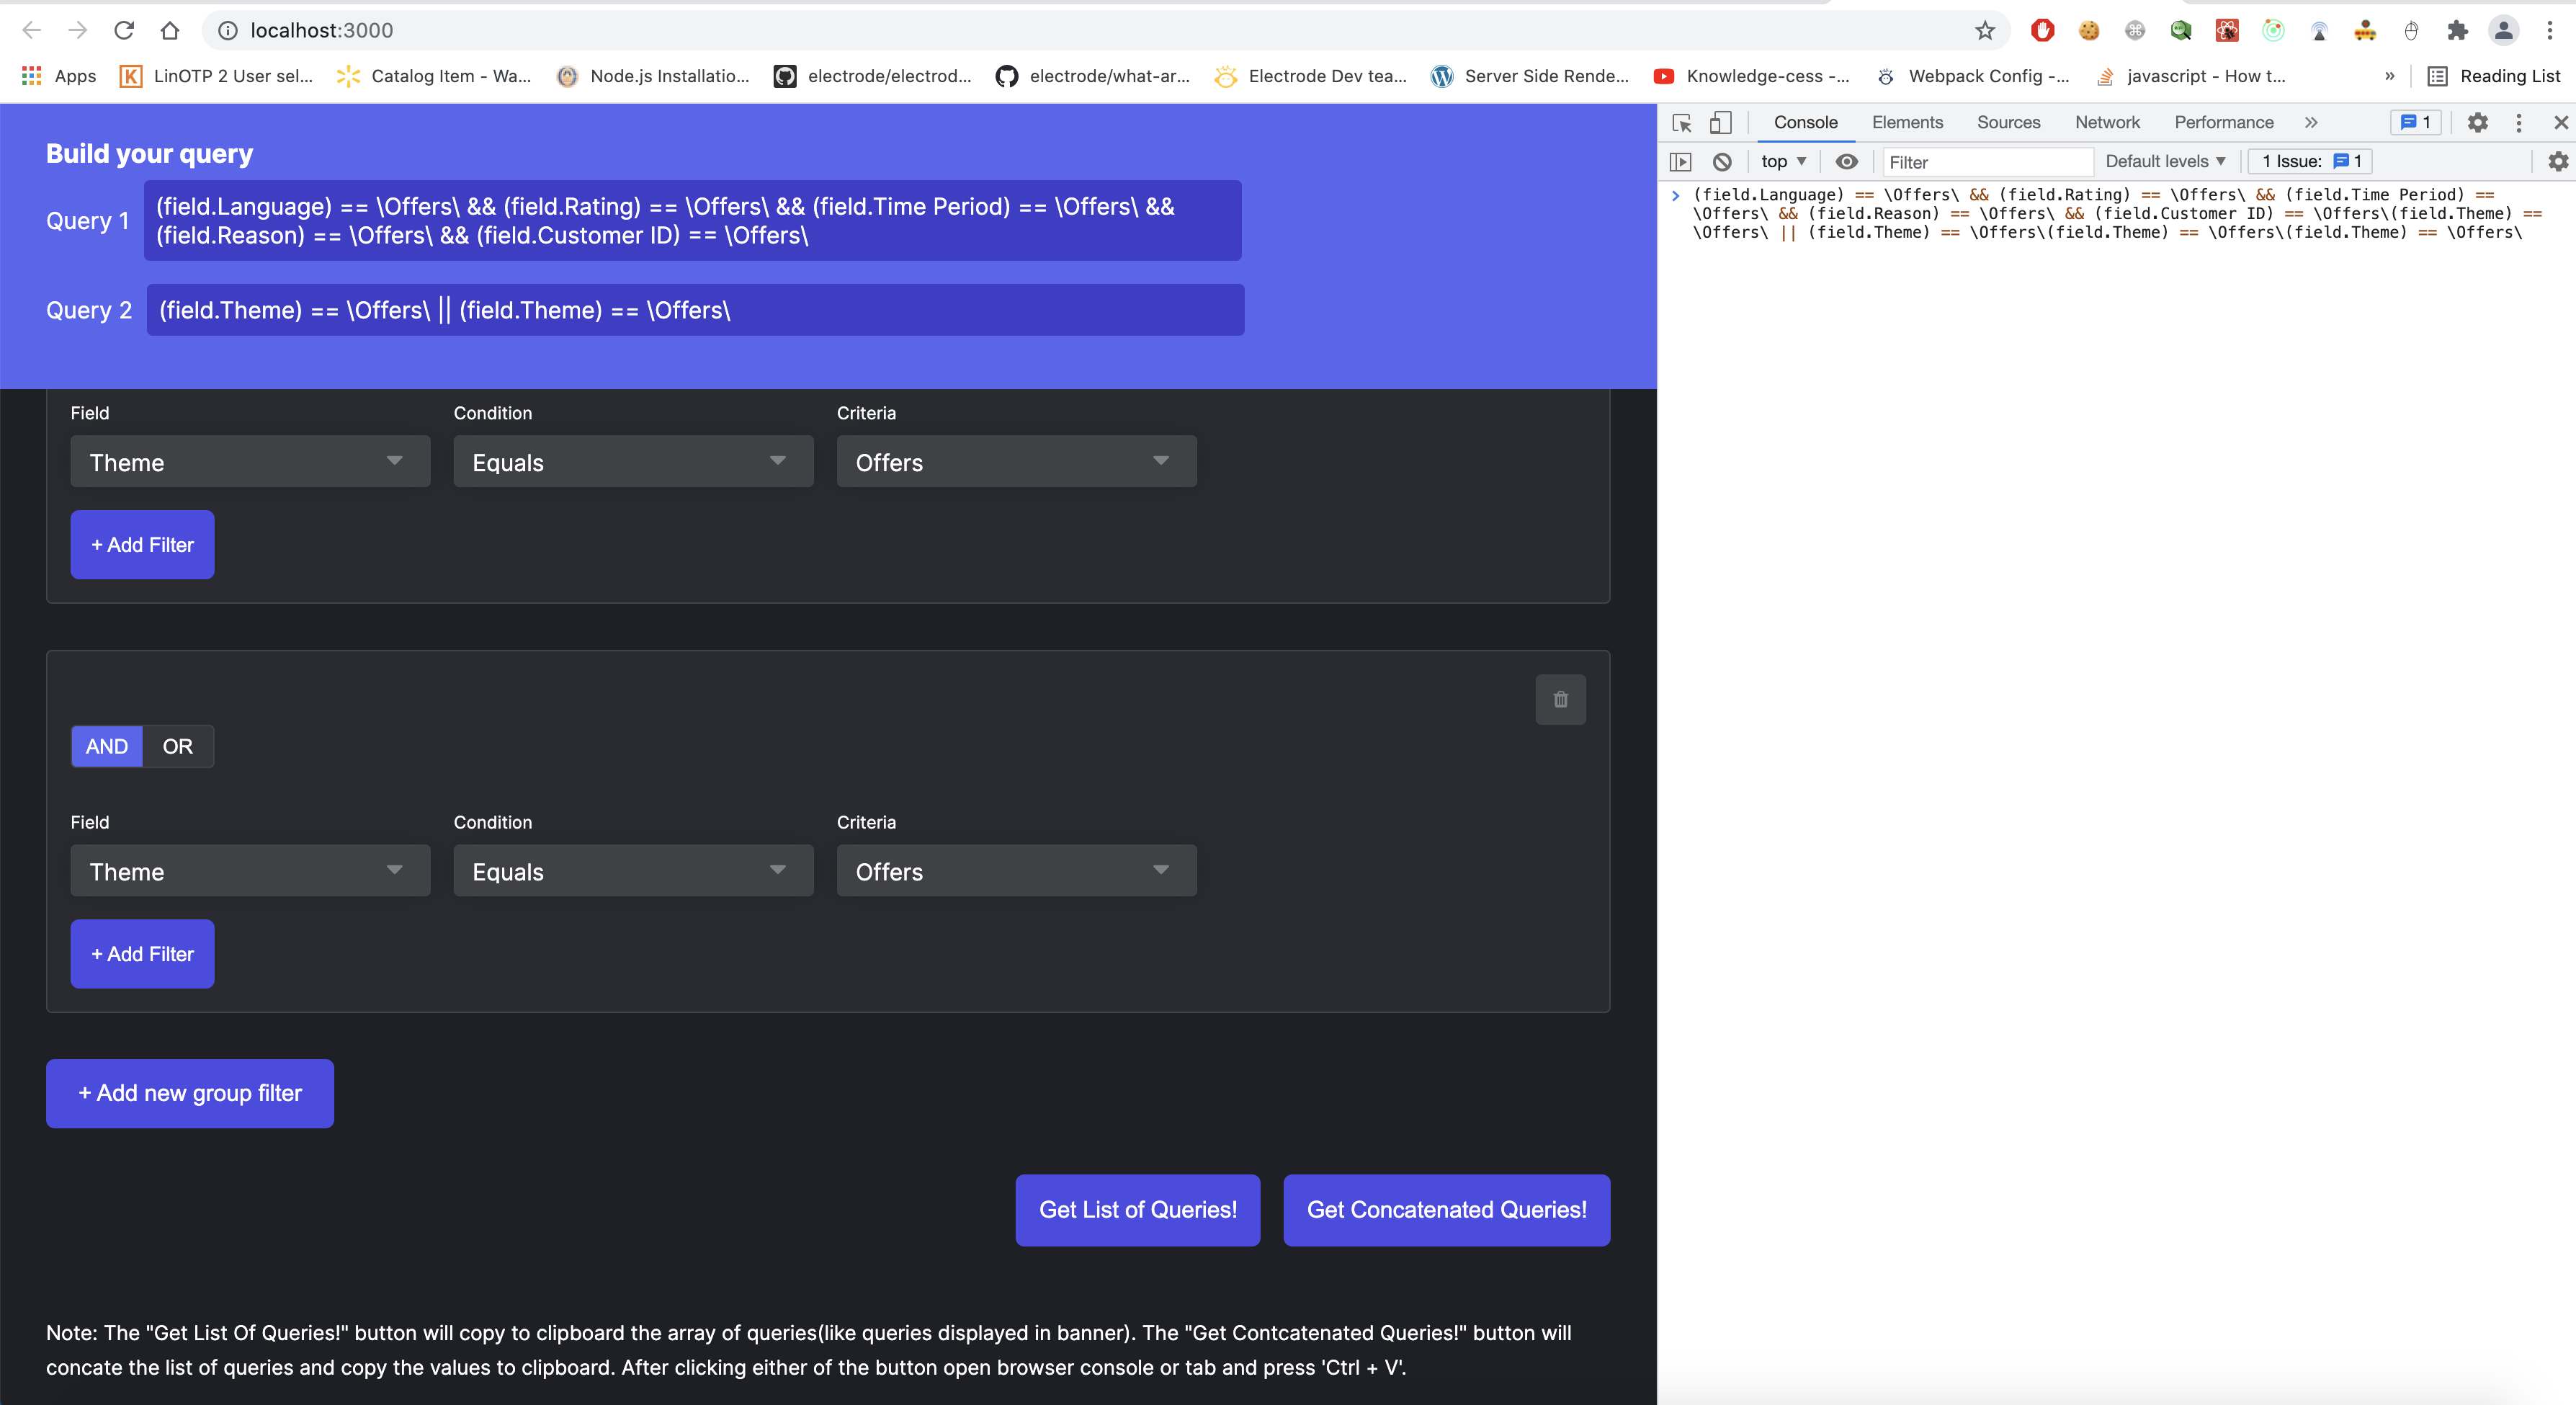 localhost:3000
Apps
LinOTP 2 User sel...
Catalog Item - Wa...
Node.js Installatio...
electrode/electrod...
electrode/what-ar...
Electrode Dev tea...
Server Side Rende...
Knowledge-cess -...
Webpack Config -...
javascript - How t...
»
Reading List
Build your query
Query 1
(field.Language) == \Offers\ && (field.Rating) == \Offers\ && (field.Time Period) == \Offers\ &&
(field.Reason) == \Offers\ && (field.Customer ID) == \Offers\
Query 2
(field.Theme) == \Offers\ || (field.Theme) == \Offers\
Field
Condition
Criteria
Theme
Equals
Offers
+ Add Filter
AND
OR
Field
Condition
Criteria
Theme
Equals
Offers
+ Add Filter
+ Add new group filter
Get List of Queries!
Get Concatenated Queries!
Note: The "Get List Of Queries!" button will copy to clipboard the array of queries(like queries displayed in banner). The "Get Contcatenated Queries!" button will
concate the list of queries and copy the values to clipboard. After clicking either of the button open browser console or tab and press 'Ctrl + V'.
Console
Elements
Sources
Network
Performance
»
1
top
Filter
Default levels
1 Issue: 1
(field.Language) == \Offers\ && (field.Rating) == \Offers\ && (field.Time Period) ==
\Offers\ && (field.Reason) == \Offers\ && (field.Customer ID) == \Offers\(field.Theme) ==
\Offers\ || (field.Theme) == \Offers\(field.Theme) == \Offers\(field.Theme) == \Offers\